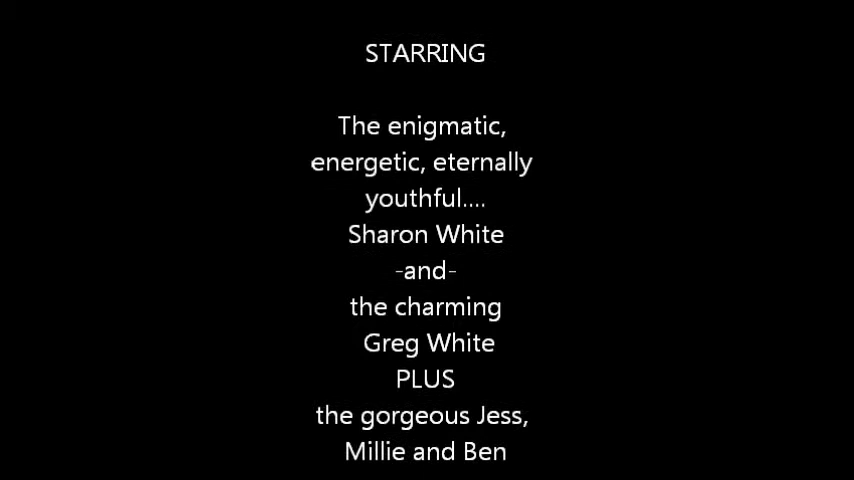 STARRING
The enigmatic,
energetic, eternally
youthful....
Sharon White
-and-
the charming
Greg White
PLUS
the gorgeous Jess,
Millie and Ben